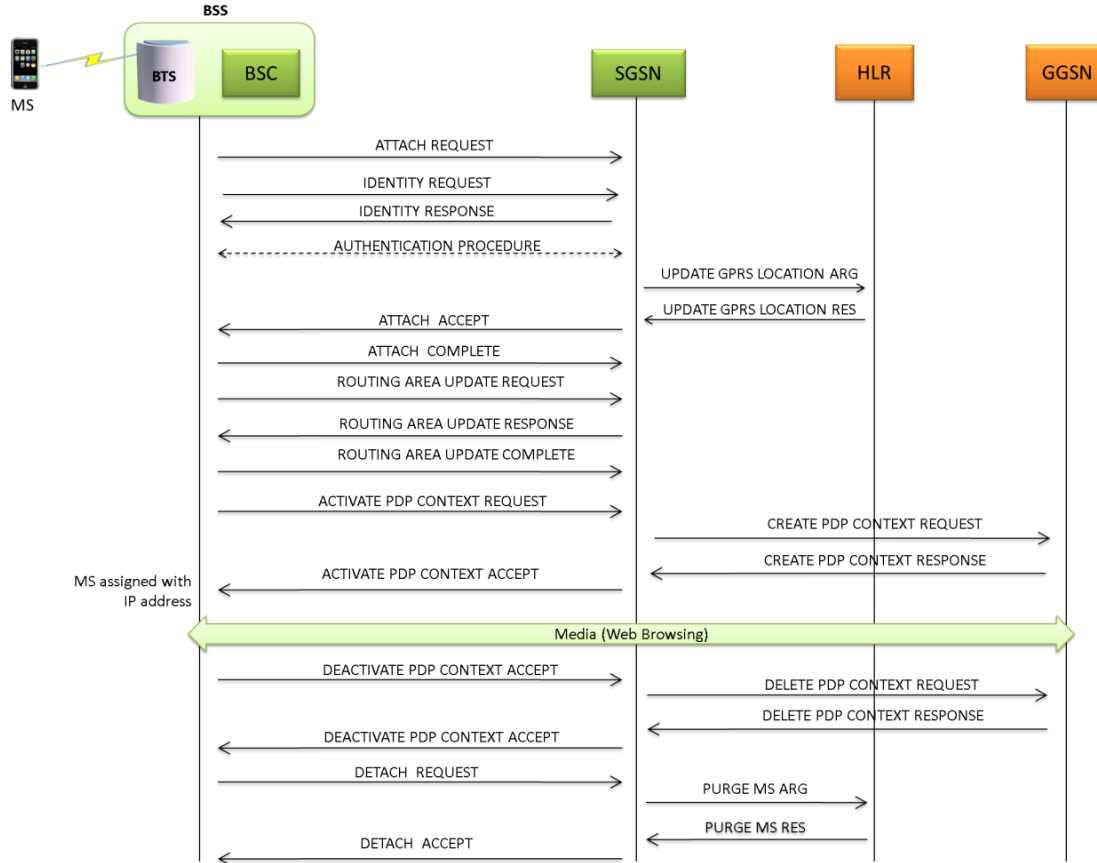 BSS
MS
BTS
BSC
SGSN
HLR
GGSN
ATTACH REQUEST
IDENTITY REQUEST
IDENTITY RESPONSE
AUTHENTICATION PROCEDURE
UPDATE GPRS LOCATION ARG
UPDATE GPRS LOCATION RES
ATTACH ACCEPT
ATTACH COMPLETE
ROUTING AREA UPDATE REQUEST
ROUTING AREA UPDATE RESPONSE
ROUTING AREA UPDATE COMPLETE
ACTIVATE PDP CONTEXT REQUEST
CREATE PDP CONTEXT REQUEST
CREATE PDP CONTEXT RESPONSE
ACTIVATE PDP CONTEXT ACCEPT
MS assigned with
IP address
Media (Web Browsing)
DEACTIVATE PDP CONTEXT ACCEPT
DELETE PDP CONTEXT REQUEST
DELETE PDP CONTEXT RESPONSE
DEACTIVATE PDP CONTEXT ACCEPT
DETACH REQUEST
PURGE MS ARG
PURGE MS RES
DETACH ACCEPT